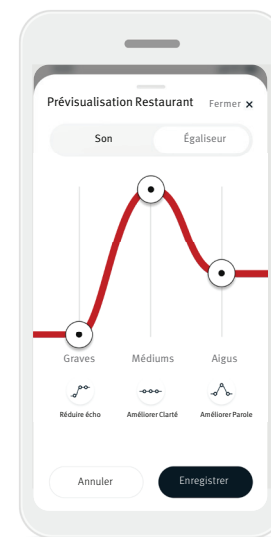 Prévisualisation Restaurant Fermer ×
Son Égaliseur
Graves Médiums Aigus
Réduire écho Améliorer Clarté Améliorer Parole
Annuler Enregistrer